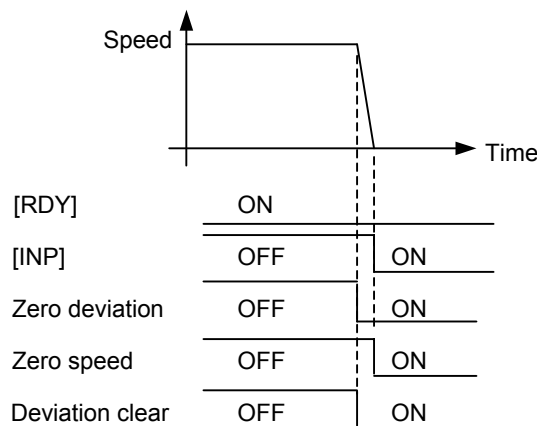 Speed
Time
[RDY] ON
[INP] OFF ON
Zero deviation OFF ON
Zero speed OFF ON
Deviation clear OFF ON